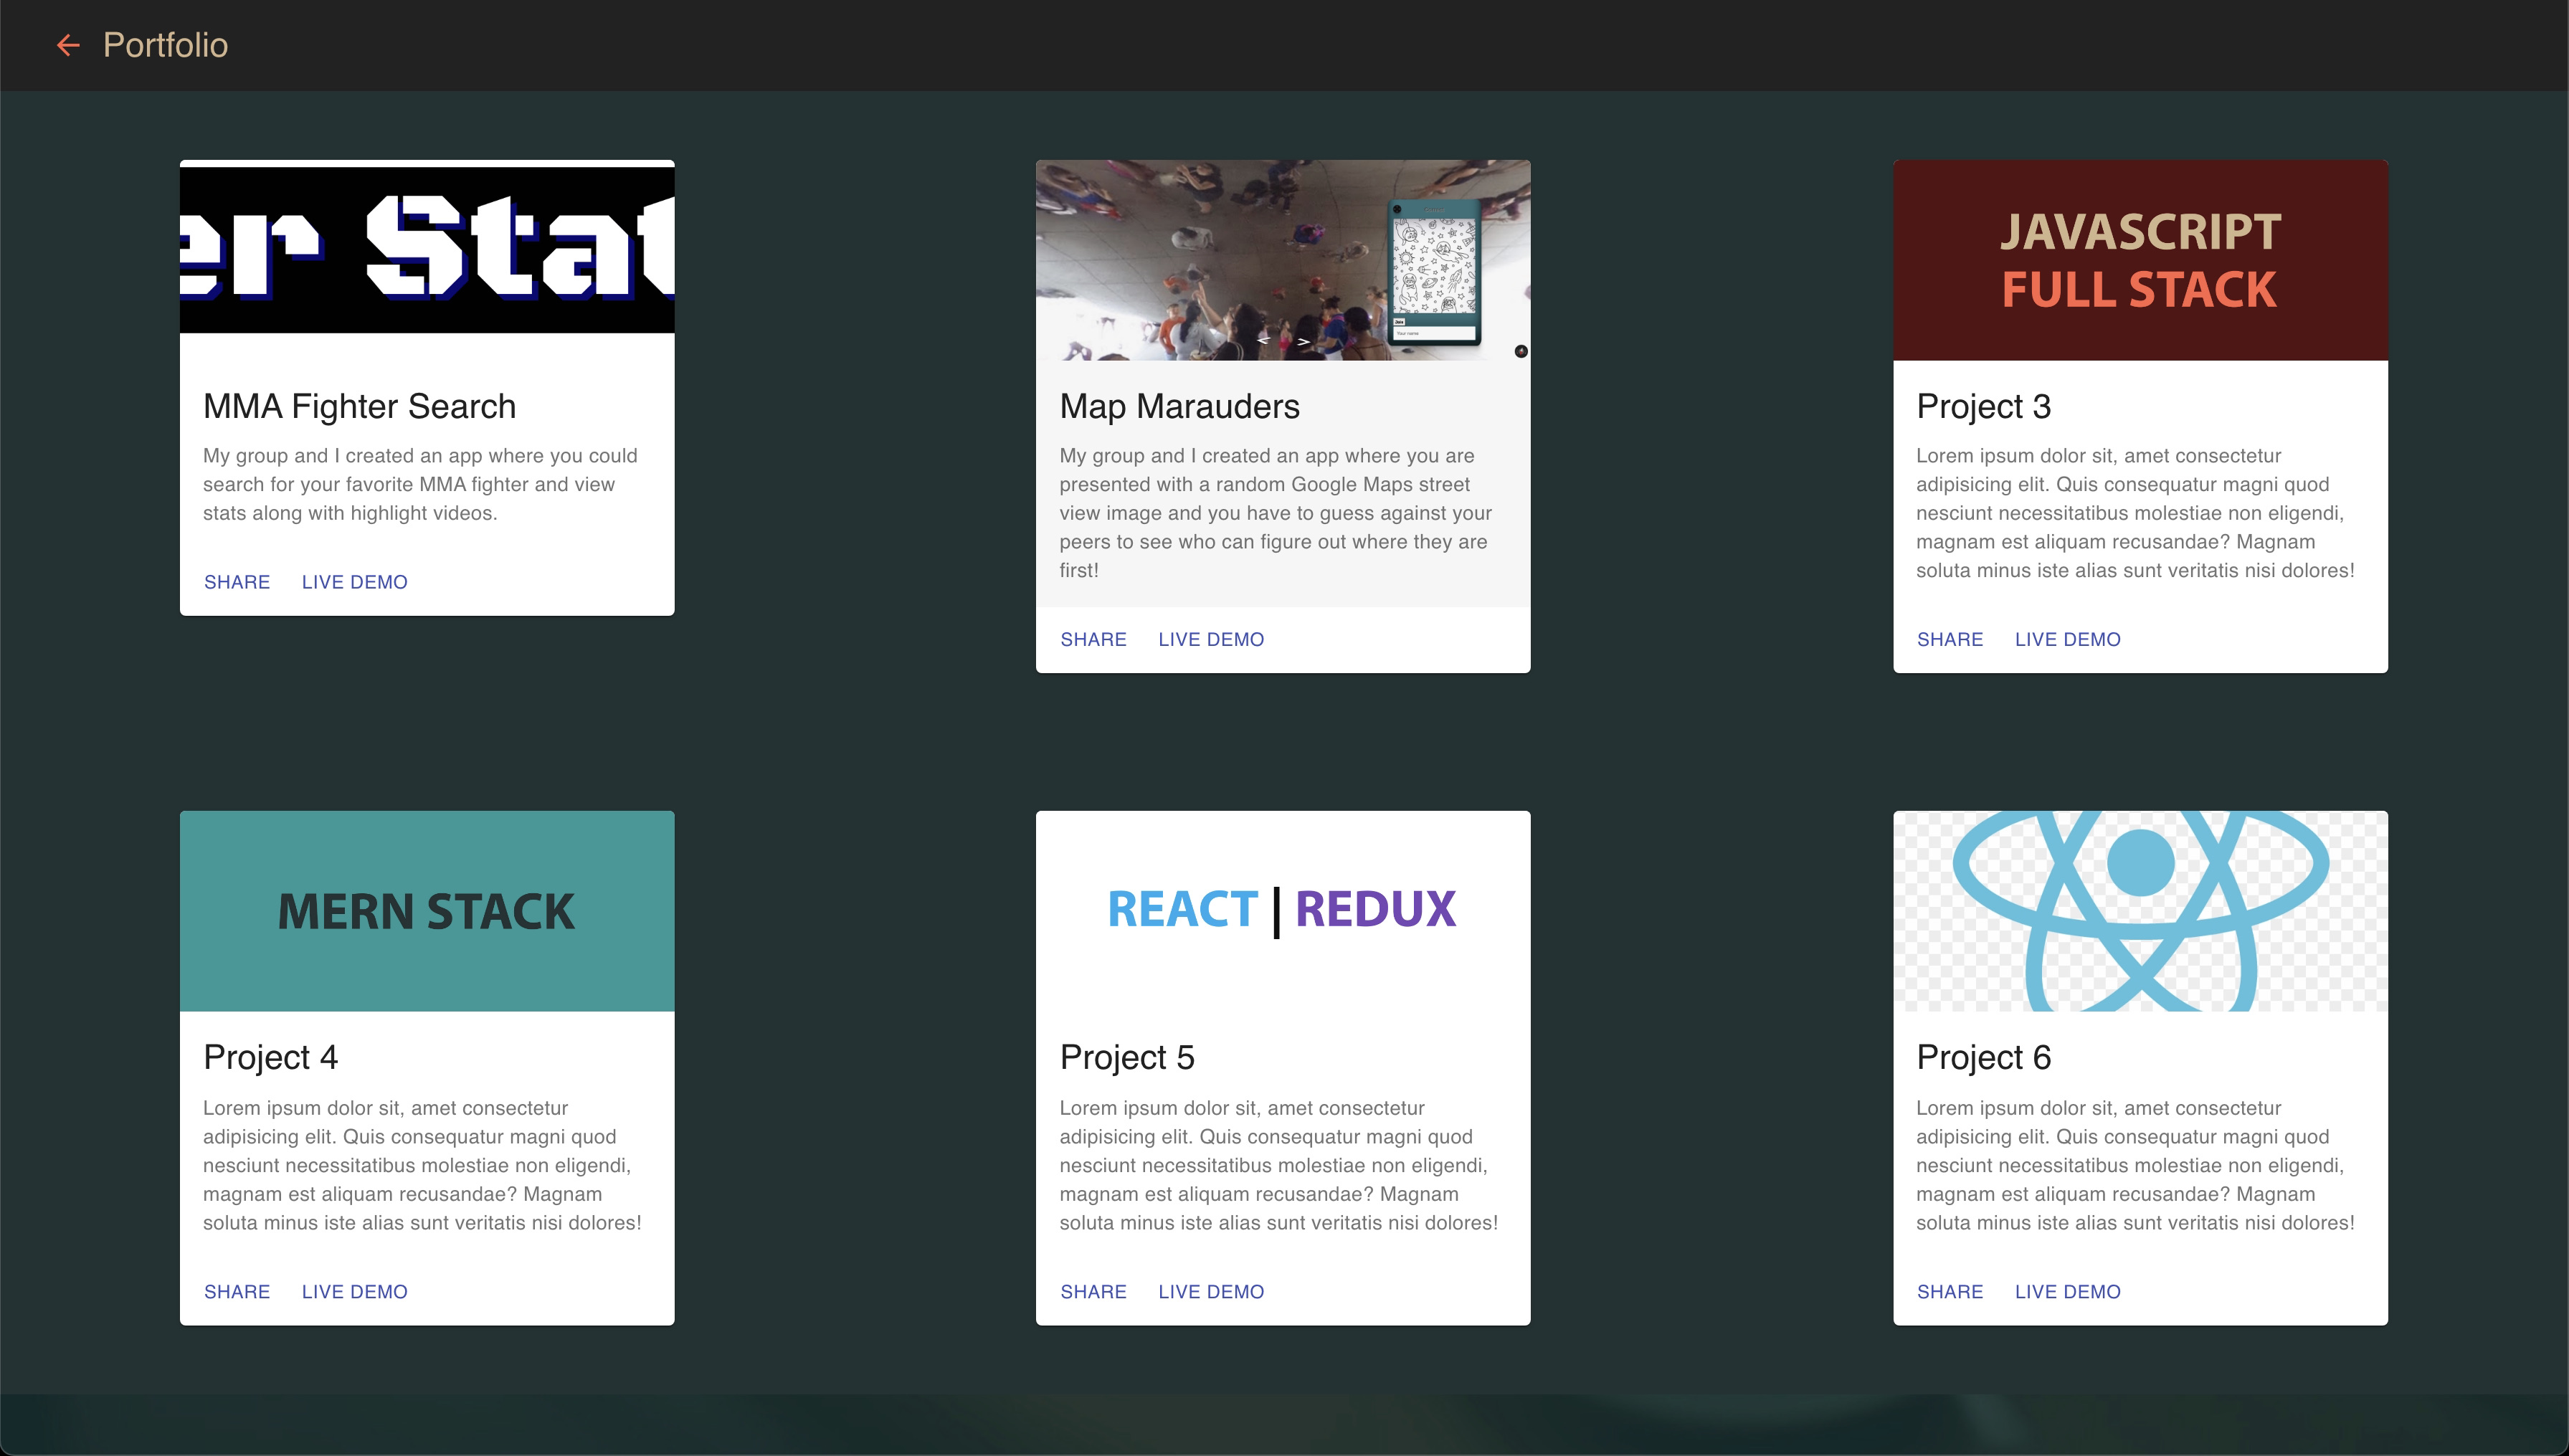 Portfolio
er Stat
MMA Fighter Search
My group and I created an app where you could
search for your favorite MMA fighter and view
stats along with highlight videos.
SHARE LIVE DEMO
Join
Your name
Map Marauders
My group and I created an app where you are
presented with a random Google Maps street
view image and you have to guess against your
peers to see who can figure out where they are
first!
SHARE LIVE DEMO
JAVASCRIPT
FULL STACK
Project 3
Lorem ipsum dolor sit, amet consectetur
adipisicing elit. Quis consequatur magni quod
nesciunt necessitatibus molestiae non eligendi,
magnam est aliquam recusandae? Magnam
soluta minus iste alias sunt veritatis nisi dolores!
SHARE LIVE DEMO
MERN STACK
Project 4
Lorem ipsum dolor sit, amet consectetur
adipisicing elit. Quis consequatur magni quod
nesciunt necessitatibus molestiae non eligendi,
magnam est aliquam recusandae? Magnam
soluta minus iste alias sunt veritatis nisi dolores!
SHARE LIVE DEMO
REACT | REDUX
Project 5
Lorem ipsum dolor sit, amet consectetur
adipisicing elit. Quis consequatur magni quod
nesciunt necessitatibus molestiae non eligendi,
magnam est aliquam recusandae? Magnam
soluta minus iste alias sunt veritatis nisi dolores!
SHARE LIVE DEMO
Project 6
Lorem ipsum dolor sit, amet consectetur
adipisicing elit. Quis consequatur magni quod
nesciunt necessitatibus molestiae non eligendi,
magnam est aliquam recusandae? Magnam
soluta minus iste alias sunt veritatis nisi dolores!
SHARE LIVE DEMO